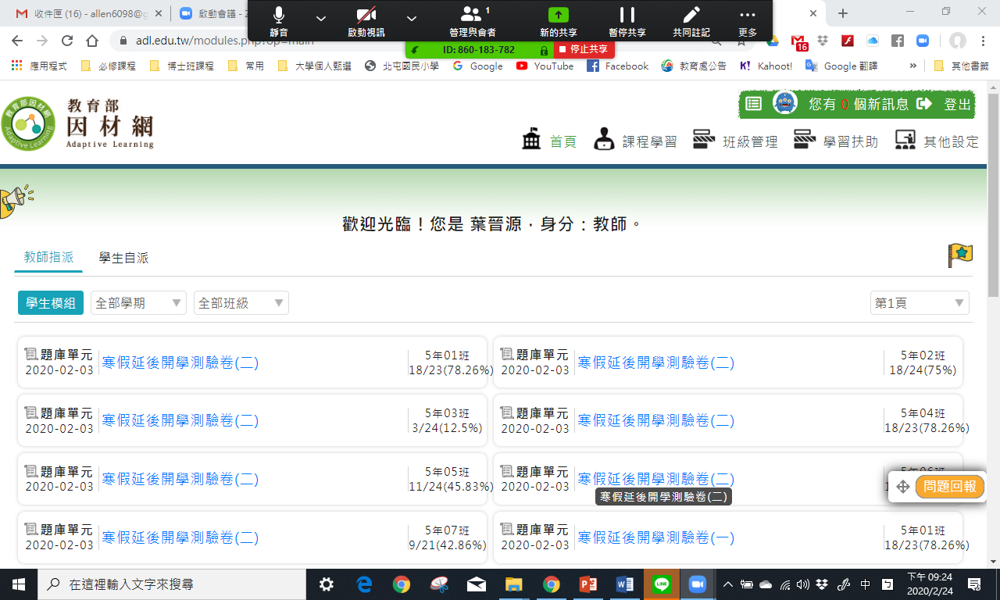 收件匣 (16) - allen6098@g
啟動會議 - Z
靜音
啟動視訊
1
管理與會者
新的共享
暫停共享
共同註記
更多
ID: 860-183-782
停止共享
adl.edu.tw/modules.php?op=main
16
應用程式
必修課程
博士班課程
常用
大學個人甄選
北屯國民小學
Google
YouTube
Facebook
教育處公告
Kahoot!
Google 翻譯
»
其他書籤
教育部因材網
Adaptive Learning
教育部
因材網
Adaptive Learning
您有 0 個新訊息
登出
首頁
課程學習
班級管理
學習扶助
其他設定
歡迎光臨！您是 葉晉源．身分：教師。
教師指派
學生自派
學生模組
全部學期
全部班級
第1頁
題庫單元
2020-02-03
寒假延後開學測驗卷(二)
5年01班
18/23(78.26%)
題庫單元
2020-02-03
寒假延後開學測驗卷(二)
5年02班
18/24(75%)
題庫單元
2020-02-03
寒假延後開學測驗卷(二)
5年03班
3/24(12.5%)
題庫單元
2020-02-03
寒假延後開學測驗卷(二)
5年04班
18/23(78.26%)
題庫單元
2020-02-03
寒假延後開學測驗卷(二)
5年05班
11/24(45.83%)
題庫單元
2020-02-03
寒假延後開學測驗卷(二)
5年06班
寒假延後開學測驗卷(二)
問題回報
題庫單元
2020-02-03
寒假延後開學測驗卷(二)
5年07班
9/21(42.86%)
題庫單元
2020-02-03
寒假延後開學測驗卷(一)
5年01班
18/23(78.26%)
在這裡輸入文字來搜尋
LINE
中
下午 09:24
2020/2/24